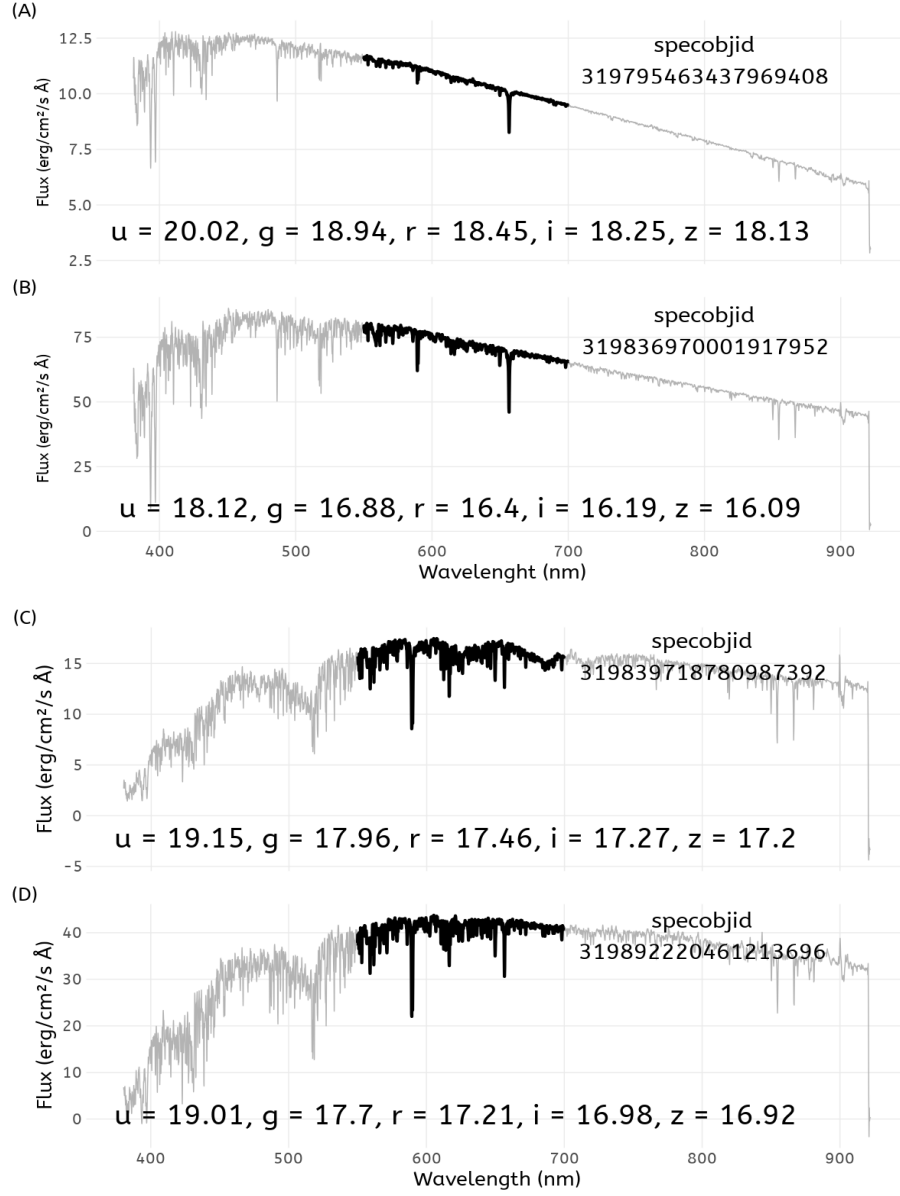 (A)
12.5
10.0
7.5
5.0
2.5
Flux (erg/cm²/s Å)
specobjid
319795463437969408
u = 20.02, g = 18.94, r = 18.45, i = 18.25, z = 18.13
(B)
75
50
25
0
Flux (erg/cm²/s Å)
specobjid
319836970001917952
u = 18.12, g = 16.88, r = 16.4, i = 16.19, z = 16.09
400 500 600 700 800 900
Wavelenght (nm)
(C)
15
10
5
0
−5
Flux (erg/cm²/s Å)
specobjid
319839718780987392
u = 19.15, g = 17.96, r = 17.46, i = 17.27, z = 17.2
(D)
40
30
20
10
0
Flux (erg/cm²/s Å)
specobjid
319892220461213696
u = 19.01, g = 17.7, r = 17.21, i = 16.98, z = 16.92
400 500 600 700 800 900
Wavelength (nm)